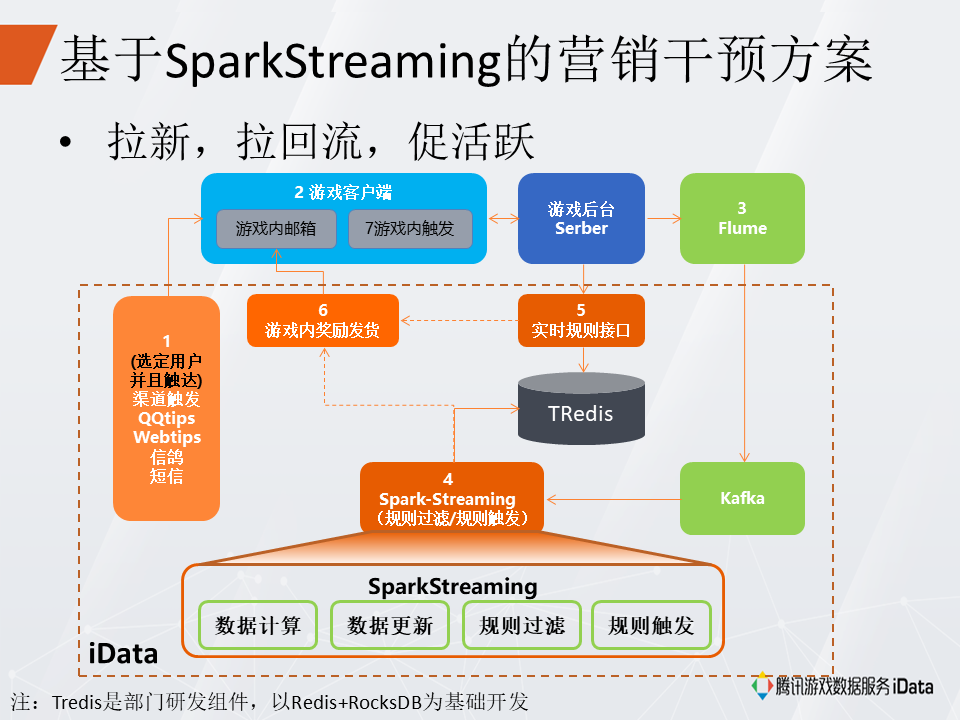 基于SparkStreaming的营销干预方案
• 拉新，拉回流，促活跃
2 游戏客户端
游戏内邮箱
7游戏内触发
游戏后台
Serber
3
Flume
1
(选定用户
并且触达)
渠道触发
QQtips
Webtips
信鸽
短信
6
游戏内奖励发货
5
实时规则接口
TRedis
4
Spark-Streaming
（规则过滤/规则触发）
Kafka
SparkStreaming
数据计算
数据更新
规则过滤
规则触发
iData
注：Tredis是部门研发组件，以Redis+RocksDB为基础开发
腾讯游戏数据服务 iData